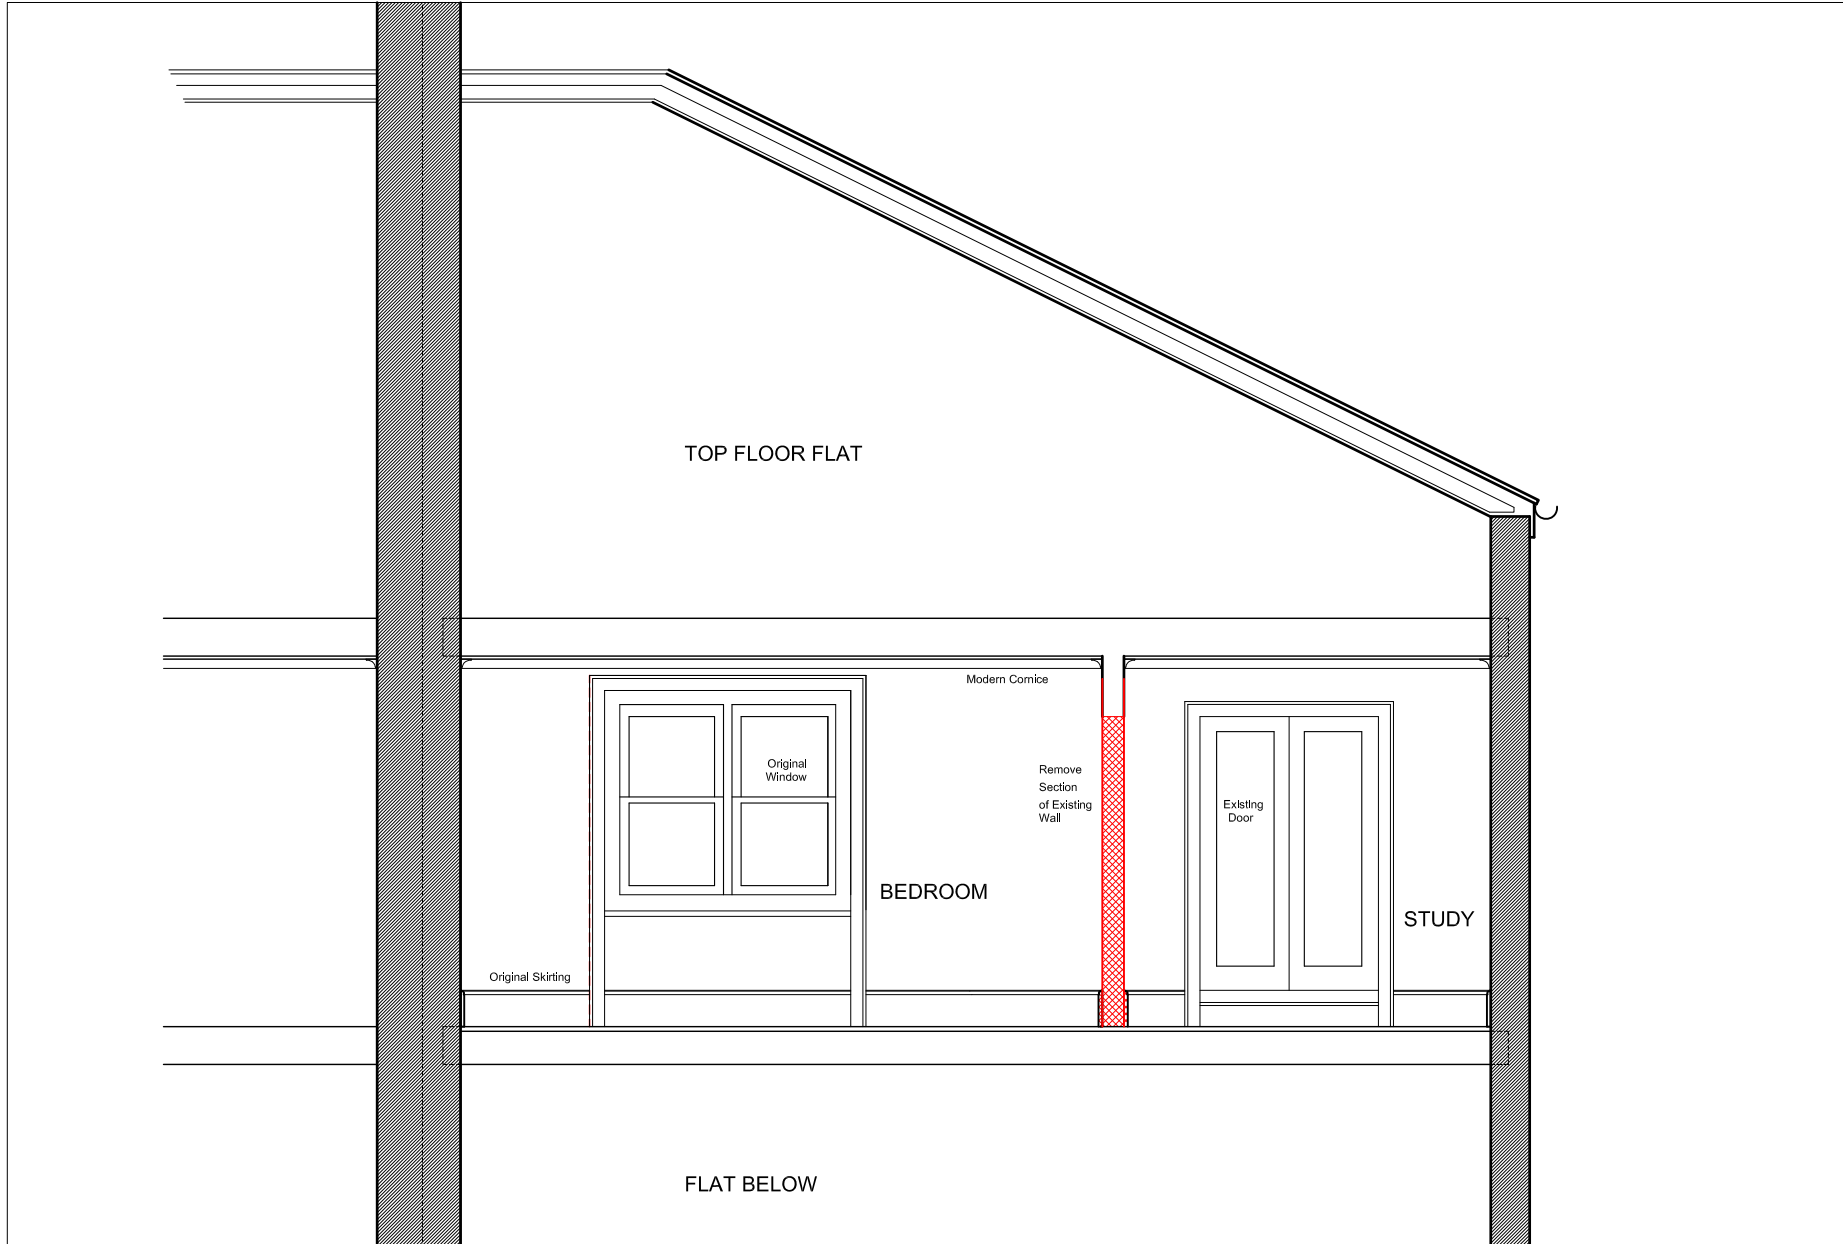 TOP FLOOR FLAT
Modern Cornice
Original
Window
Remove
Section
of Existing
Wall
Existing
Door
BEDROOM
STUDY
Original Skirting
FLAT BELOW